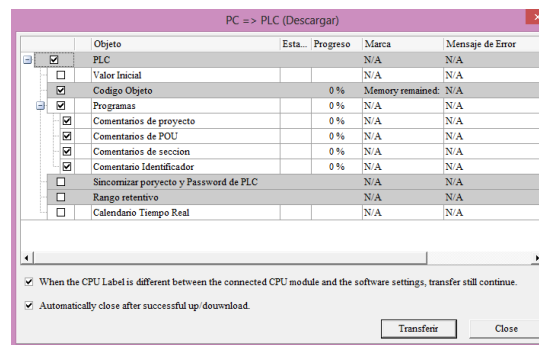 PC => PLC (Descargar)
Objeto Esta... Progreso Marca Mensaje de Error
PLC N/A N/A
Valor Inicial N/A N/A
Codigo Objeto 0 % Memory remained: N/A
Programas 0 % N/A N/A
Comentarios de proyecto 0 % N/A N/A
Comentarios de POU 0 % N/A N/A
Comentarios de seccion 0 % N/A N/A
Comentario Identificador 0 % N/A N/A
Sincornizar poryecto y Password de PLC N/A N/A
Rango retentivo N/A N/A
Calendario Tiempo Real N/A N/A
When the CPU Label is different between the connected CPU module and the software settings, transfer still continue.
Automatically close after successful up/douwnload.
Transferir Close